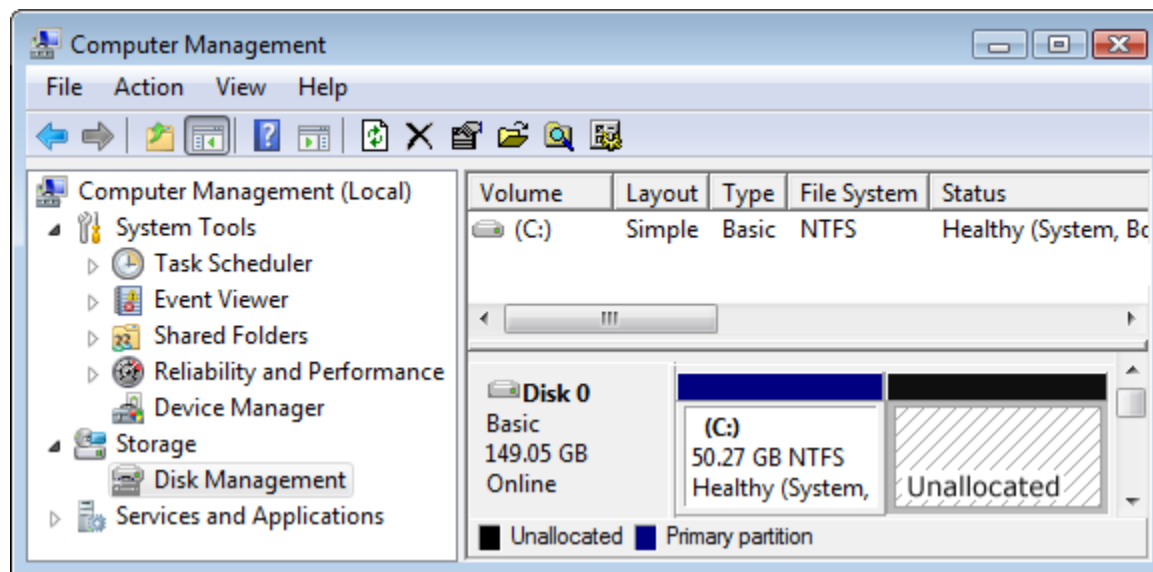 Computer Management
File Action View Help
Computer Management (Local)
System Tools
Task Scheduler
Event Viewer
Shared Folders
Reliability and Performance
Device Manager
Storage
Disk Management
Services and Applications
Volume Layout Type File System Status
(C:) Simple Basic NTFS Healthy (System, Bo
Disk 0
Basic
149.05 GB
Online
(C:)
50.27 GB NTFS
Healthy (System,
Unallocated
Unallocated Primary partition